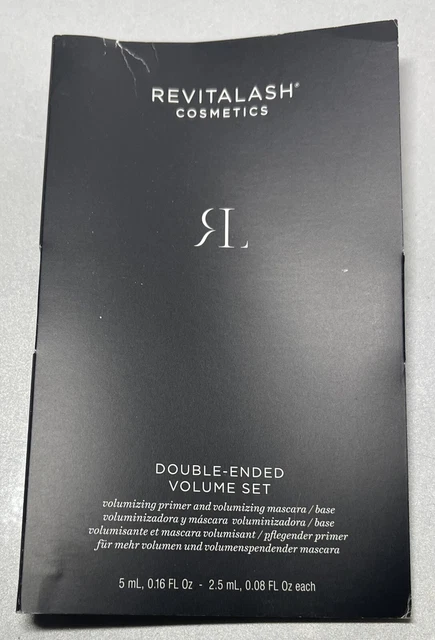 REVITALASH®
COSMETICS
RL
DOUBLE-ENDED
VOLUME SET
volumizing primer and volumizing mascara / base
voluminizadora y máscara voluminizadora / base
volumisante et mascara volumisant / pflegender primer
für mehr volumen und volumenspendender mascara
5 mL, 0.16 FL Oz - 2.5 mL, 0.08 FL Oz each